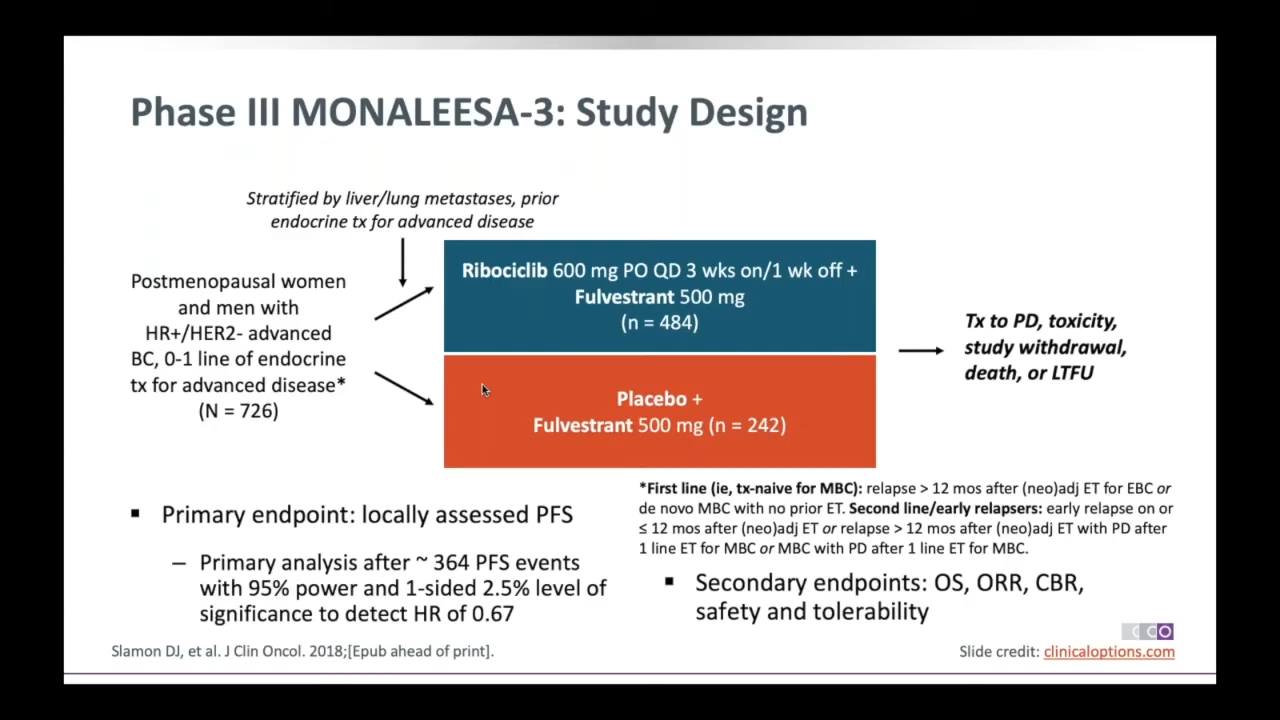 Phase III MONALEESA-3: Study Design
Stratified by liver/lung metastases, prior
endocrine tx for advanced disease
Postmenopausal women
and men with
HR+/HER2- advanced
BC, 0-1 line of endocrine
tx for advanced disease*
(N = 726)
Ribociclib 600 mg PO QD 3 wks on/1 wk off +
Fulvestrant 500 mg
(n = 484)
Placebo +
Fulvestrant 500 mg (n = 242)
Tx to PD, toxicity,
study withdrawal,
death, or LTFU
*First line (ie, tx-naive for MBC): relapse > 12 mos after (neo)adj ET for EBC or
de novo MBC with no prior ET. Second line/early relapsers: early relapse on or
≤ 12 mos after (neo)adj ET or relapse > 12 mos after (neo)adj ET with PD after
1 line ET for MBC or MBC with PD after 1 line ET for MBC.
▪ Primary endpoint: locally assessed PFS
– Primary analysis after ~ 364 PFS events
with 95% power and 1-sided 2.5% level of
significance to detect HR of 0.67
▪ Secondary endpoints: OS, ORR, CBR,
safety and tolerability
CCO
Slamon DJ, et al. J Clin Oncol. 2018;[Epub ahead of print].
Slide credit: clinicaloptions.com